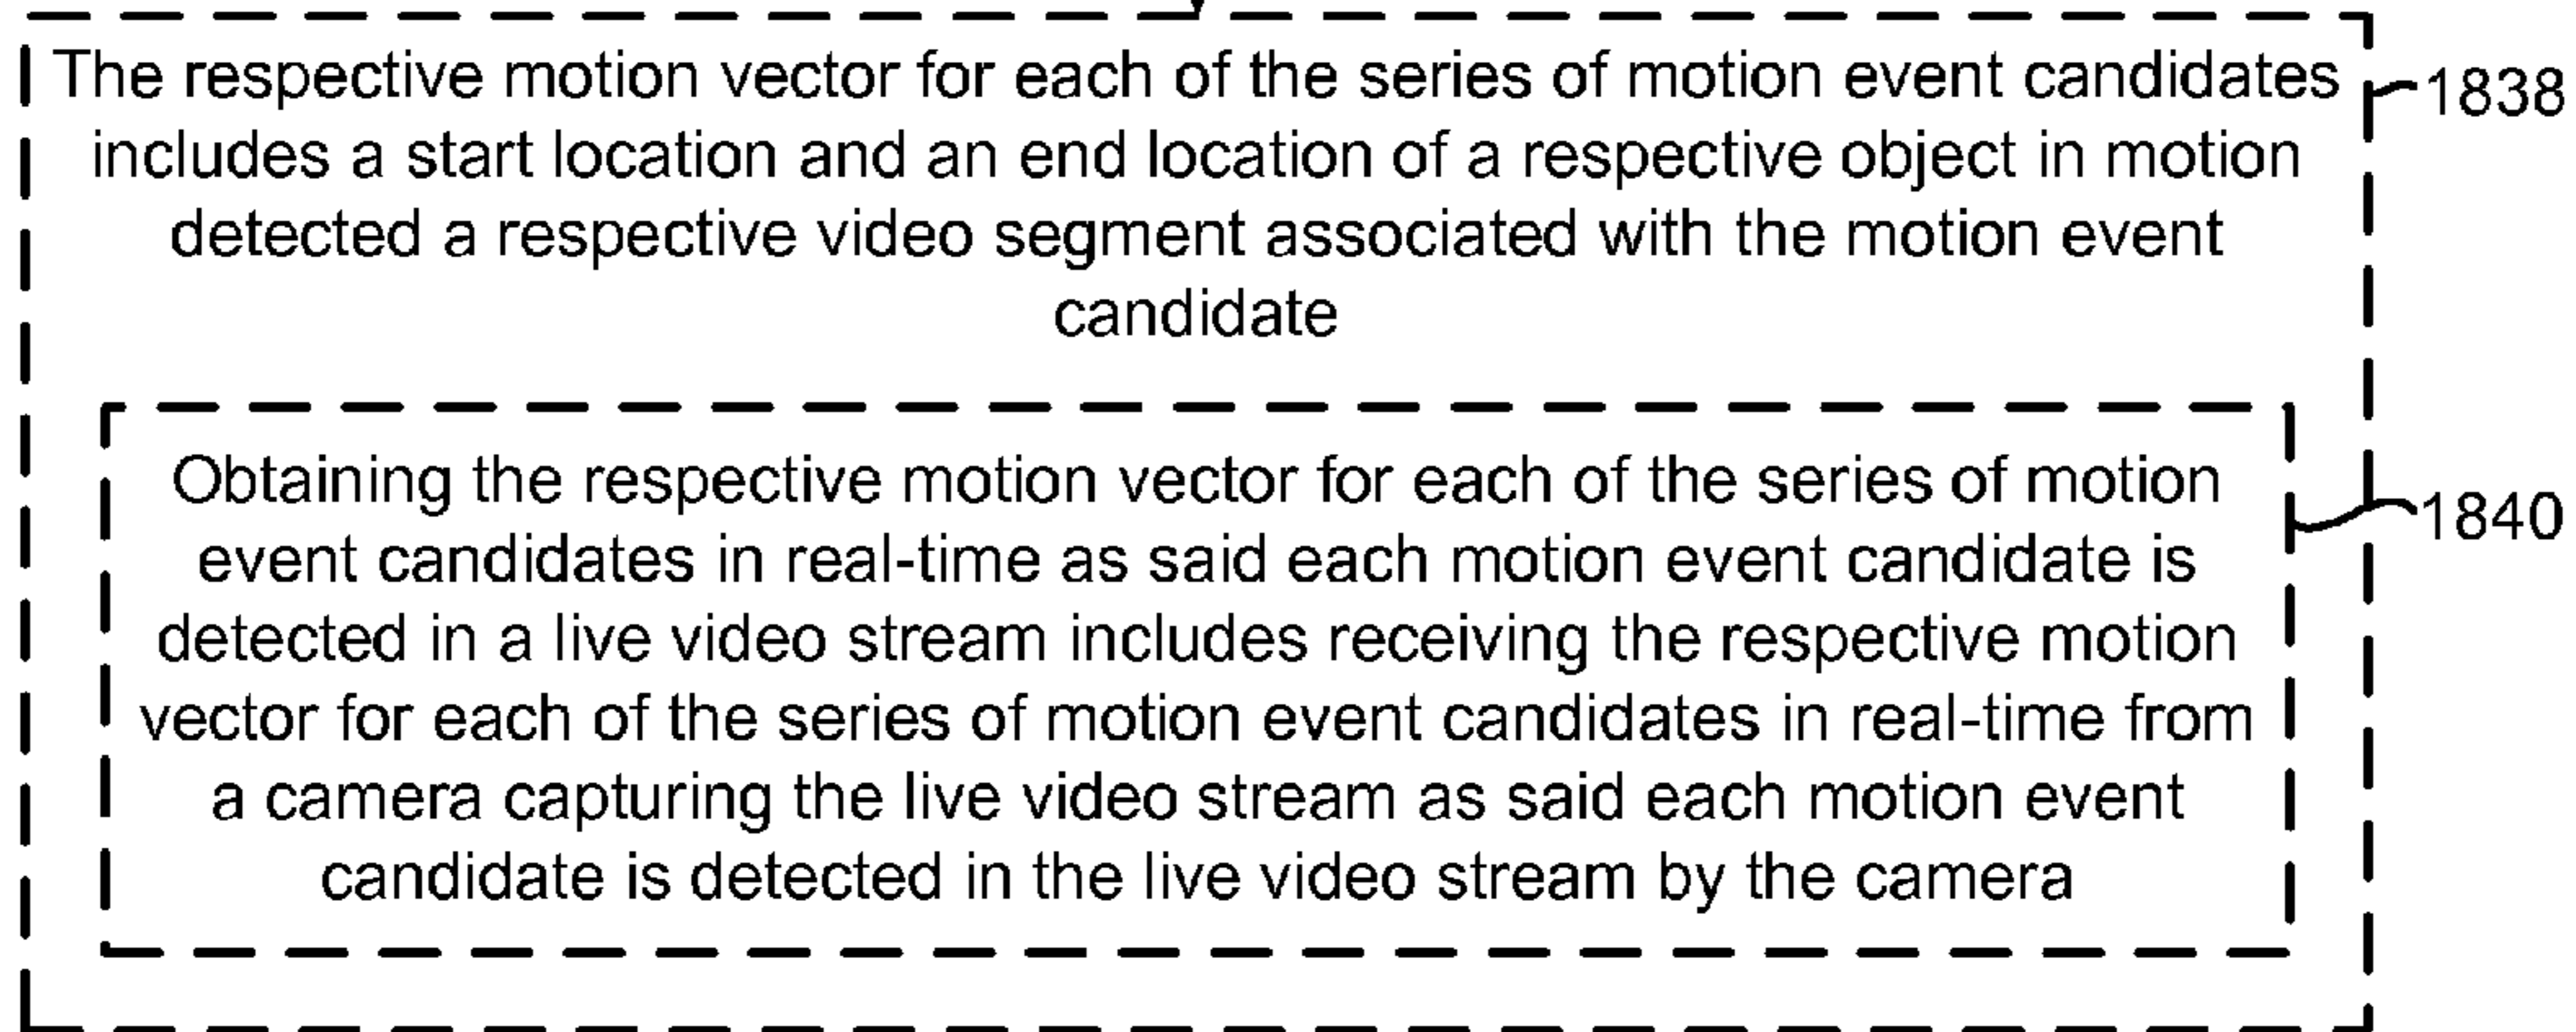 The respective motion vector for each of the series of motion event candidates
1838
includes a start location and an end location of a respective object in motion
detected a respective video segment associated with the motion event
candidate
Obtaining the respective motion vector for each of the series of motion
1840
event candidates in real-time as said each motion event candidate is
detected in a live video stream includes receiving the respective motion
vector for each of the series of motion event candidates in real-time from
a camera capturing the live video stream as said each motion event
candidate is detected in the live video stream by the camera